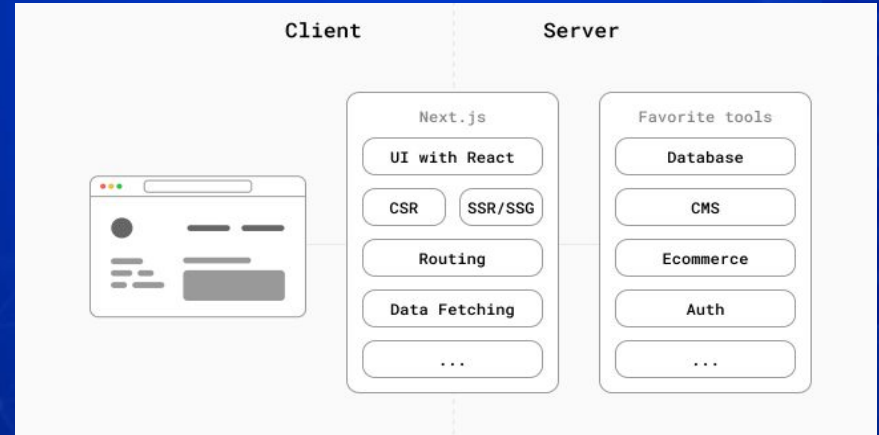 Client
Server
Next.js
UI with React
CSR
SSR/SSG
Routing
Data Fetching
...
Favorite tools
Database
CMS
Ecommerce
Auth
...